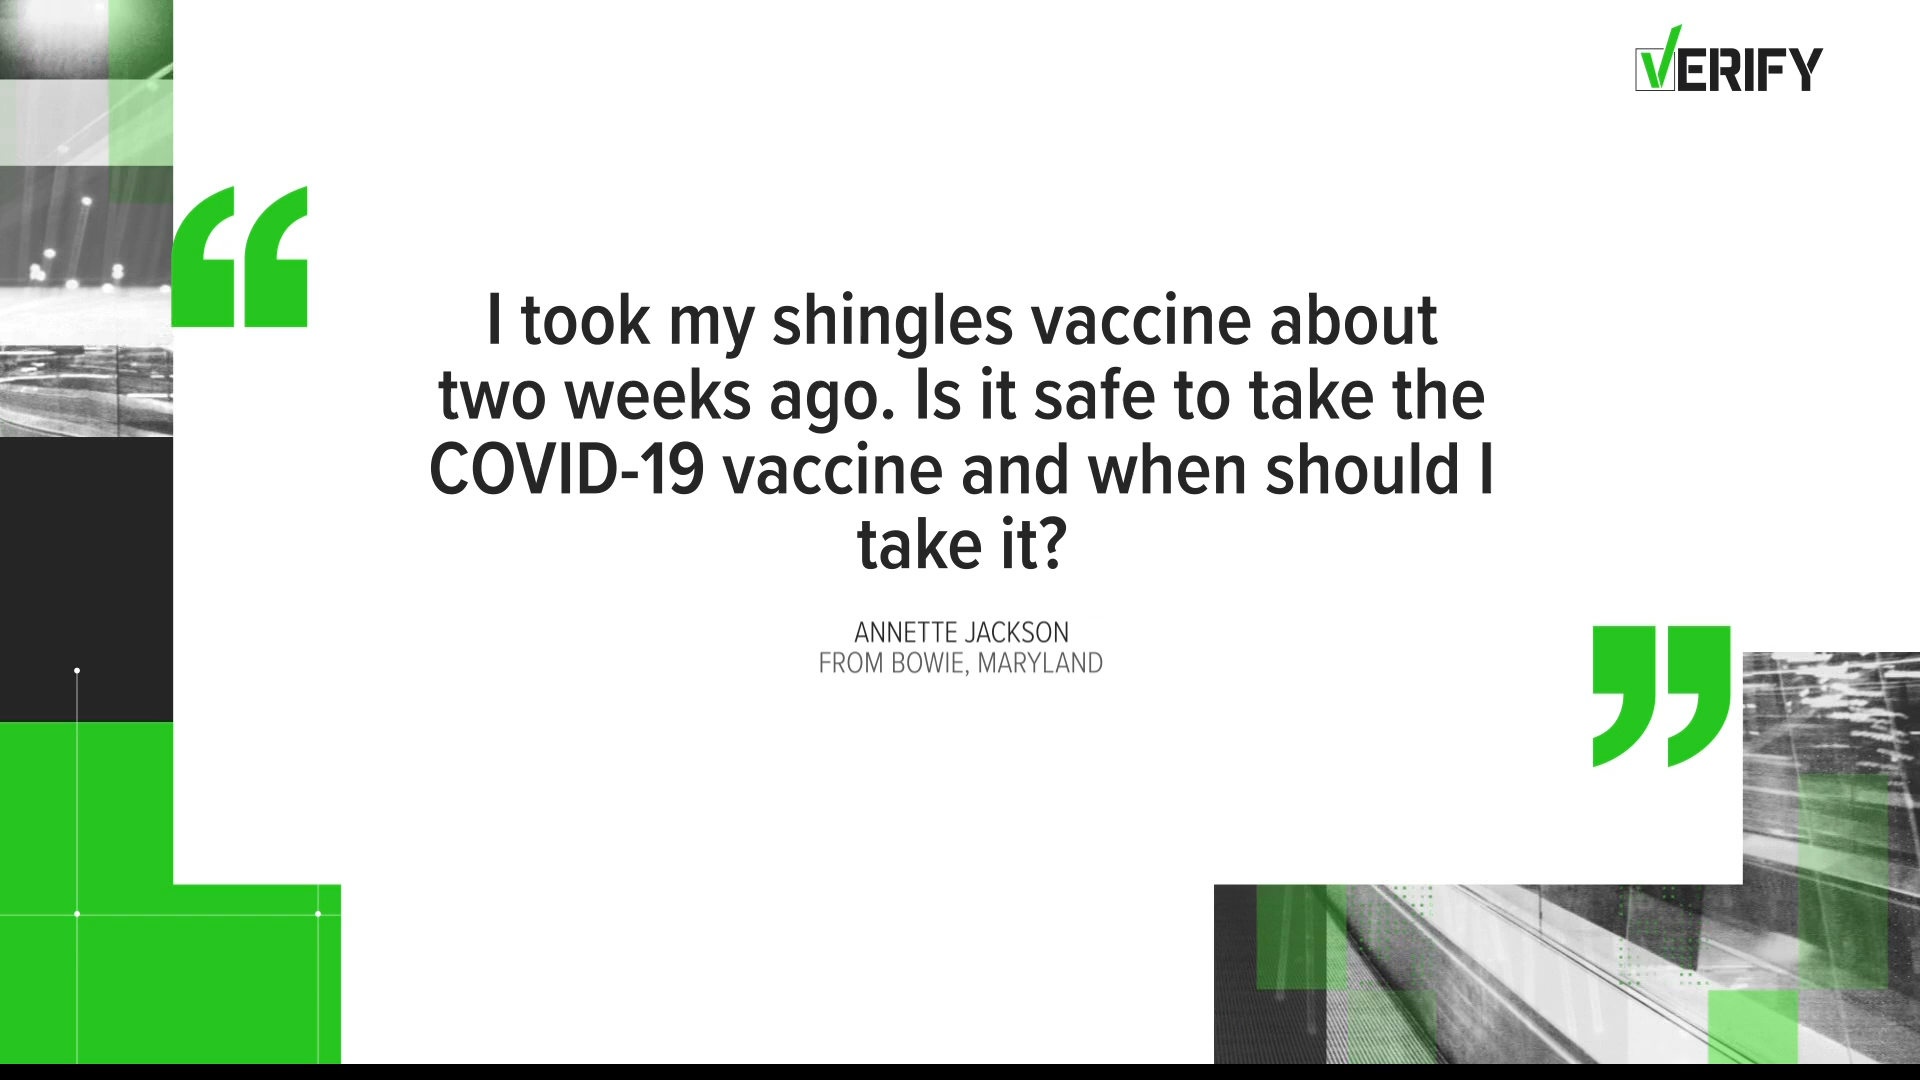 VERIFY
I took my shingles vaccine about
two weeks ago. Is it safe to take the
COVID-19 vaccine and when should I
take it?
ANNETTE JACKSON
FROM BOWIE, MARYLAND